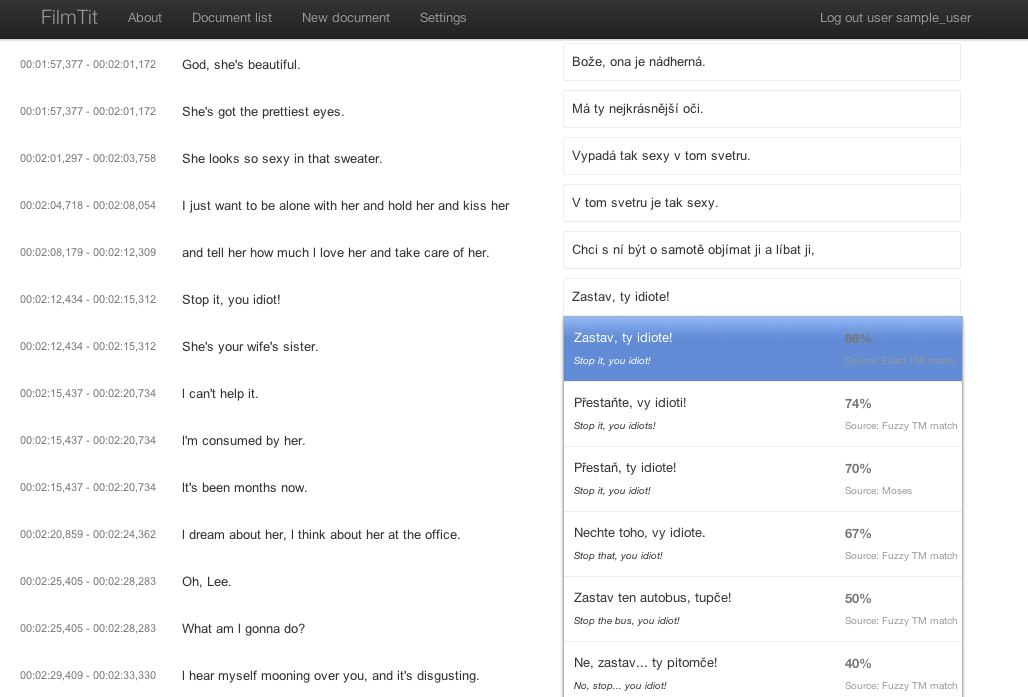 FilmTit About Document list New document Settings Log out user sample_user
00:01:57,377 - 00:02:01,172 God, she's beautiful. Bože, ona je nádherná.
00:01:57,377 - 00:02:01,172 She's got the prettiest eyes. Má ty nejkrásnější oči.
00:02:01,297 - 00:02:03,758 She looks so sexy in that sweater. Vypadá tak sexy v tom svetru.
00:02:04,718 - 00:02:08,054 I just want to be alone with her and hold her and kiss her V tom svetru je tak sexy.
00:02:08,179 - 00:02:12,309 and tell her how much I love her and take care of her. Chci s ní být o samotě objímat ji a líbat ji,
00:02:12,434 - 00:02:15,312 Stop it, you idiot! Zastav, ty idiote!
00:02:12,434 - 00:02:15,312 She's your wife's sister.
00:02:15,437 - 00:02:20,734 I can't help it.
00:02:15,437 - 00:02:20,734 I'm consumed by her.
00:02:15,437 - 00:02:20,734 It's been months now.
00:02:20,859 - 00:02:24,362 I dream about her, I think about her at the office.
00:02:25,405 - 00:02:28,283 Oh, Lee.
00:02:25,405 - 00:02:28,283 What am I gonna do?
00:02:29,409 - 00:02:33,330 I hear myself mooning over you, and it's disgusting.
Zastav, ty idiote! 86%
Stop it, you idiot! Source: Exact TM match
Přestaňte, vy idioti! 74%
Stop it, you idiots! Source: Fuzzy TM match
Přestaň, ty idiote! 70%
Stop it, you idiot! Source: Moses
Nechte toho, vy idiote. 67%
Stop that, you idiot! Source: Fuzzy TM match
Zastav ten autobus, tupče! 50%
Stop the bus, you idiot! Source: Fuzzy TM match
Ne, zastav... ty pitomče! 40%
No, stop... you idiot! Source: Fuzzy TM match